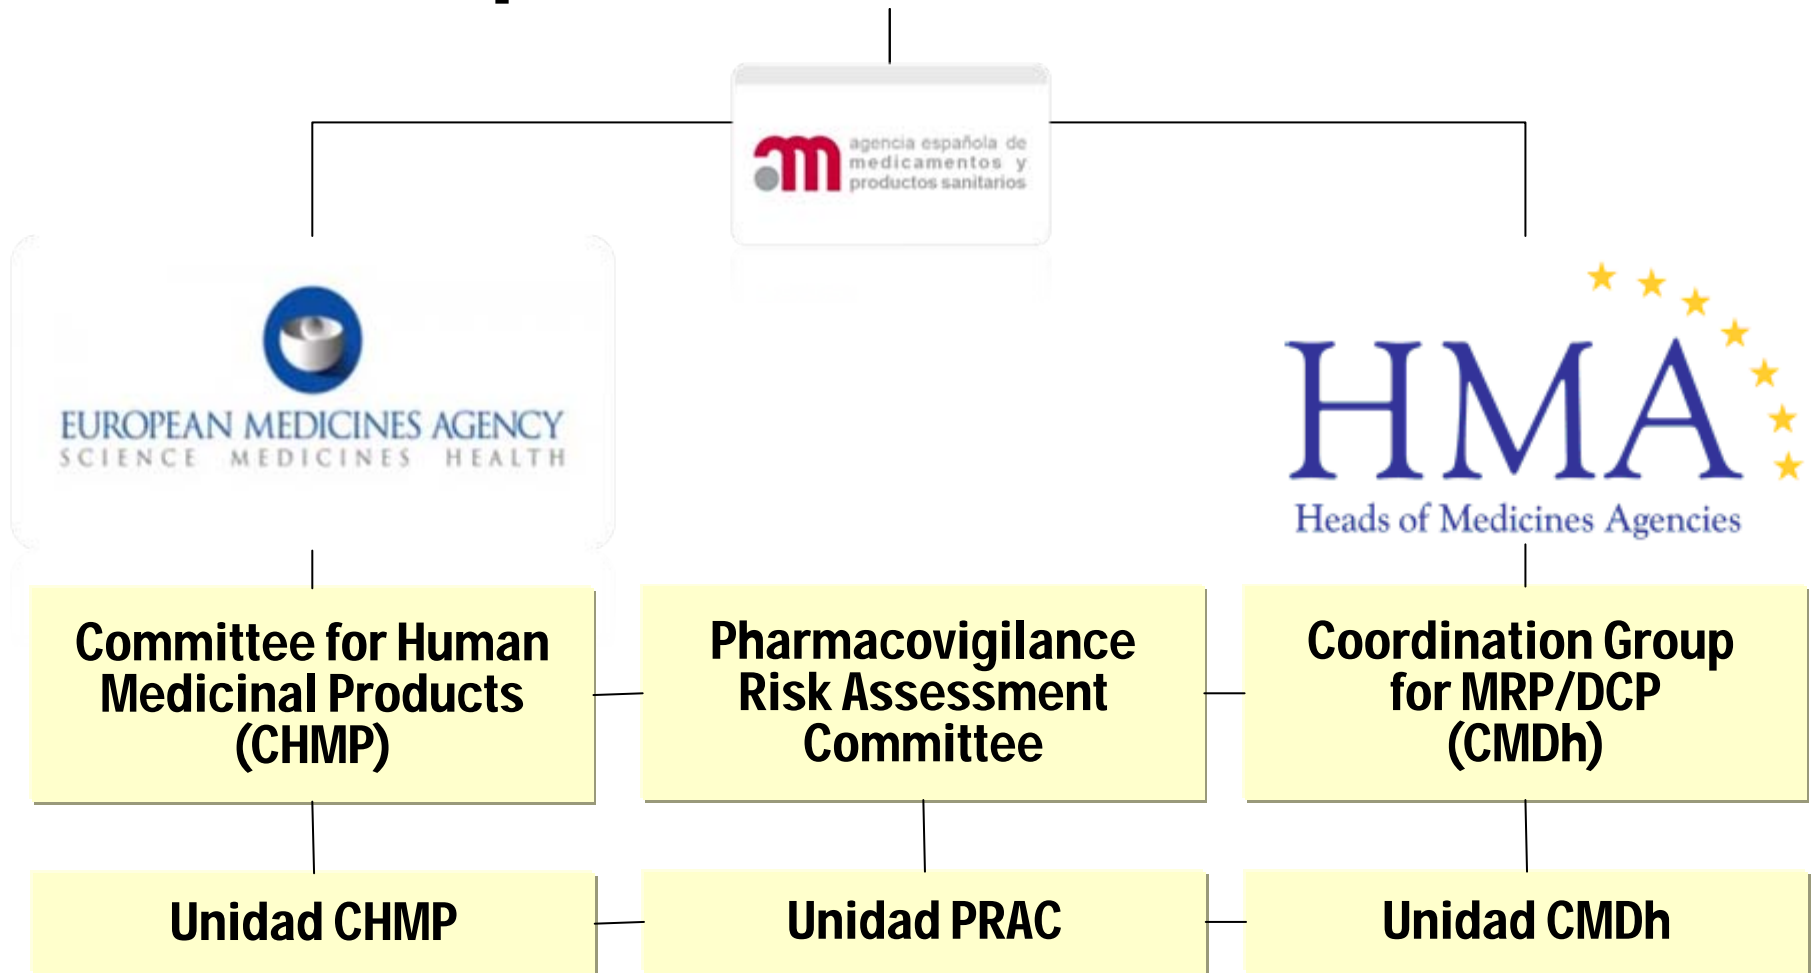 agencia española de
medicamentos y
productos sanitarios
EUROPEAN MEDICINES AGENCY
SCIENCE MEDICINES HEALTH
HMA
Heads of Medicines Agencies
Committee for Human
Medicinal Products
(CHMP)
Pharmacovigilance
Risk Assessment
Committee
Coordination Group
for MRP/DCP
(CMDh)
Unidad CHMP
Unidad PRAC
Unidad CMDh